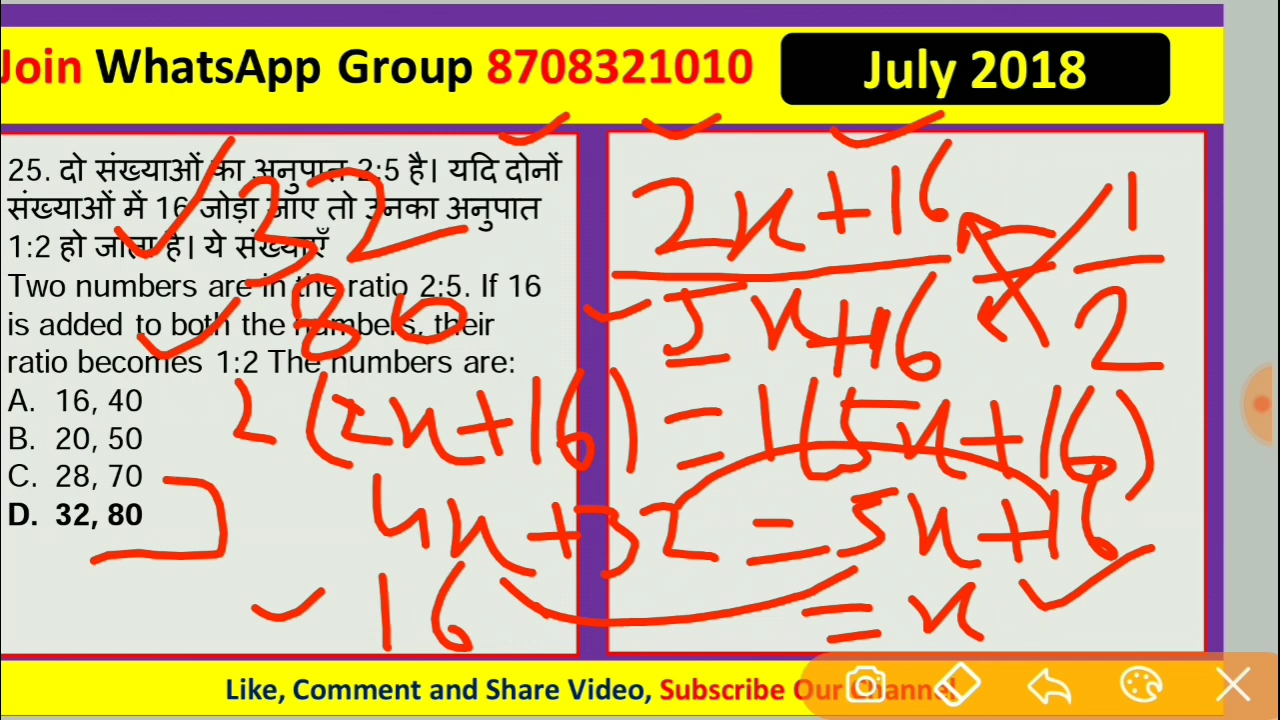 Join WhatsApp Group 8708321010
July 2018
25. दो संख्याओं का अनुपात 2:5 है। यदि दोनों
संख्याओं में 16 जोड़ा जाए तो उनका अनुपात
1:2 हो जाता है। ये संख्याएँ
Two numbers are in the ratio 2:5. If 16
is added to both the numbers, their
ratio becomes 1:2 The numbers are:
A. 16, 40
B. 20, 50
C. 28, 70
D. 32, 80
32
80
2x+16
5x+16
=
1
2
2(2x+16) = 1(5x+16)
4x+32 = 5x+16
16 = x
Like, Comment and Share Video, Subscribe Our Channel